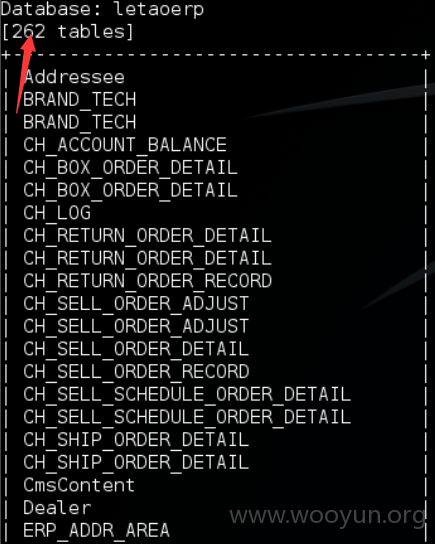 Database: letaoerp
[262 tables]
+---------------------------------------+
| Addressee |
| BRAND_TECH |
| BRAND_TECH |
| CH_ACCOUNT_BALANCE |
| CH_BOX_ORDER_DETAIL |
| CH_BOX_ORDER_DETAIL |
| CH_LOG |
| CH_RETURN_ORDER_DETAIL |
| CH_RETURN_ORDER_DETAIL |
| CH_RETURN_ORDER_RECORD |
| CH_SELL_ORDER_ADJUST |
| CH_SELL_ORDER_ADJUST |
| CH_SELL_ORDER_DETAIL |
| CH_SELL_ORDER_RECORD |
| CH_SELL_SCHEDULE_ORDER_DETAIL |
| CH_SELL_SCHEDULE_ORDER_DETAIL |
| CH_SHIP_ORDER_DETAIL |
| CH_SHIP_ORDER_DETAIL |
| CmsContent |
| Dealer |
www.wooyun.org
| ERP_ADDR_AREA |